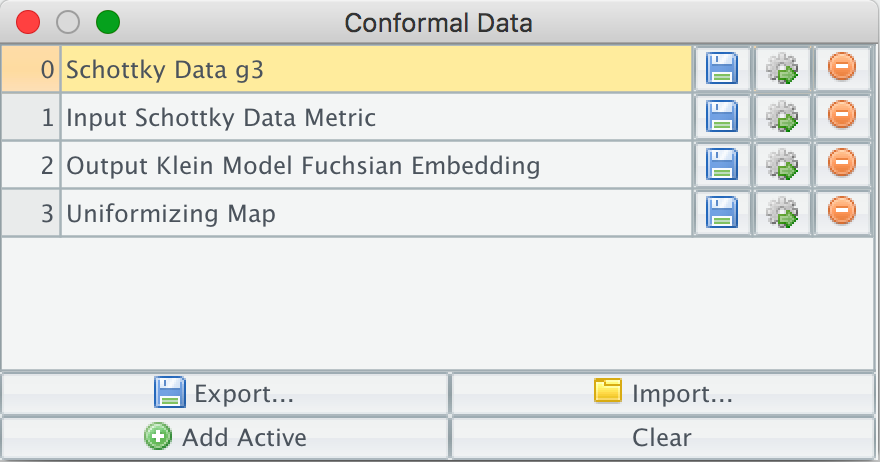 Conformal Data
0 Schottky Data g3
1 Input Schottky Data Metric
2 Output Klein Model Fuchsian Embedding
3 Uniformizing Map
Export... Import...
Add Active Clear